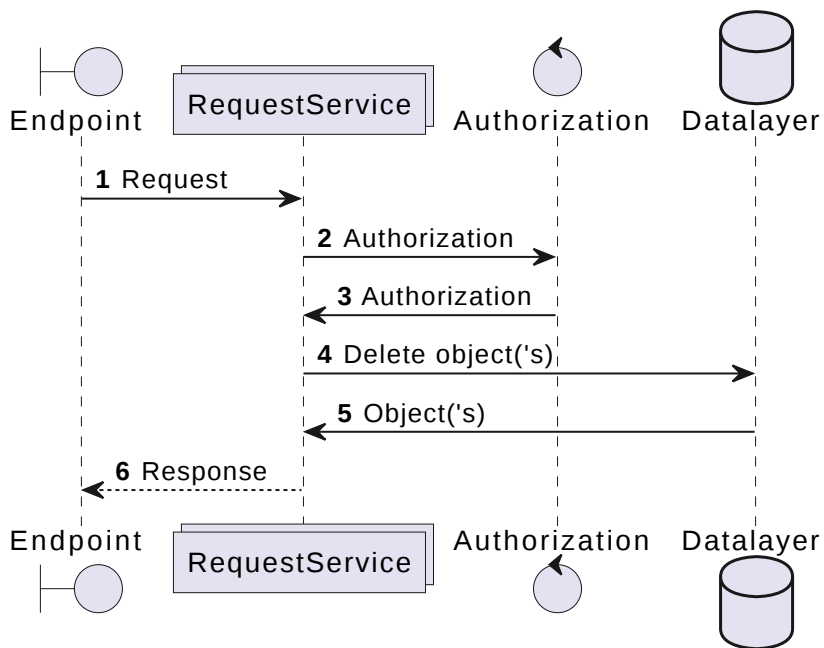 Endpoint
RequestService
Authorization
Datalayer
1 Request
2 Authorization
3 Authorization
4 Delete object('s)
5 Object('s)
6 Response
Endpoint
RequestService
Authorization
Datalayer